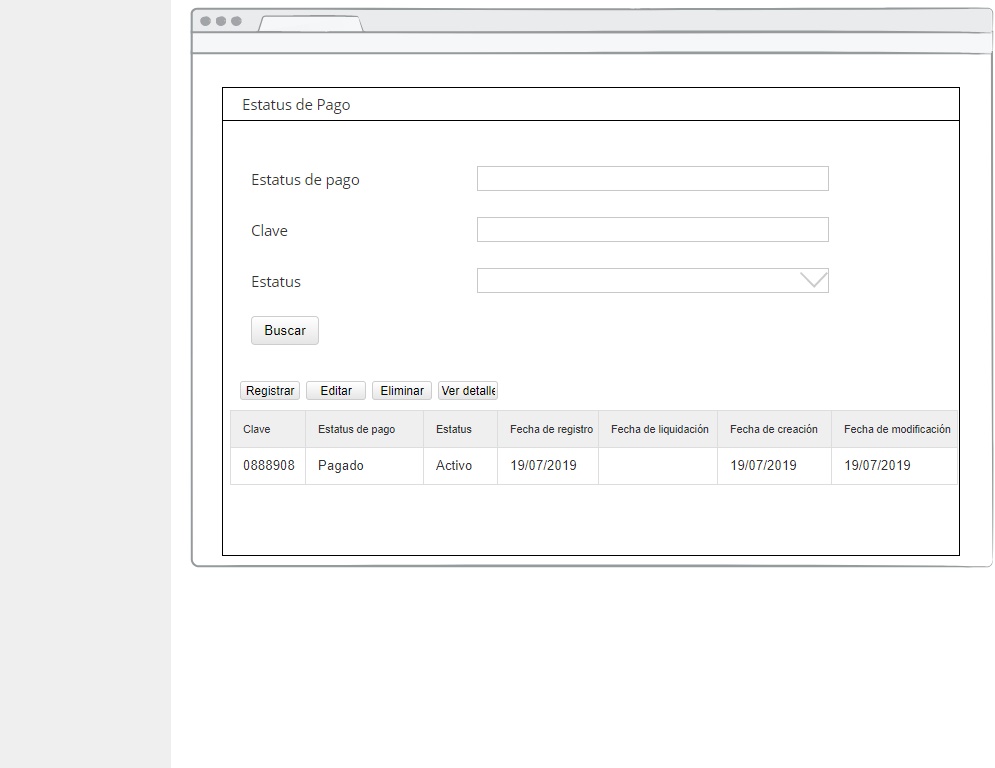 Estatus de Pago
Estatus de pago
Clave
Estatus
Buscar
Registrar Editar Eliminar Ver detalle
Clave Estatus de pago Estatus Fecha de registro Fecha de liquidación Fecha de creación Fecha de modificación
0888908 Pagado Activo 19/07/2019 19/07/2019 19/07/2019